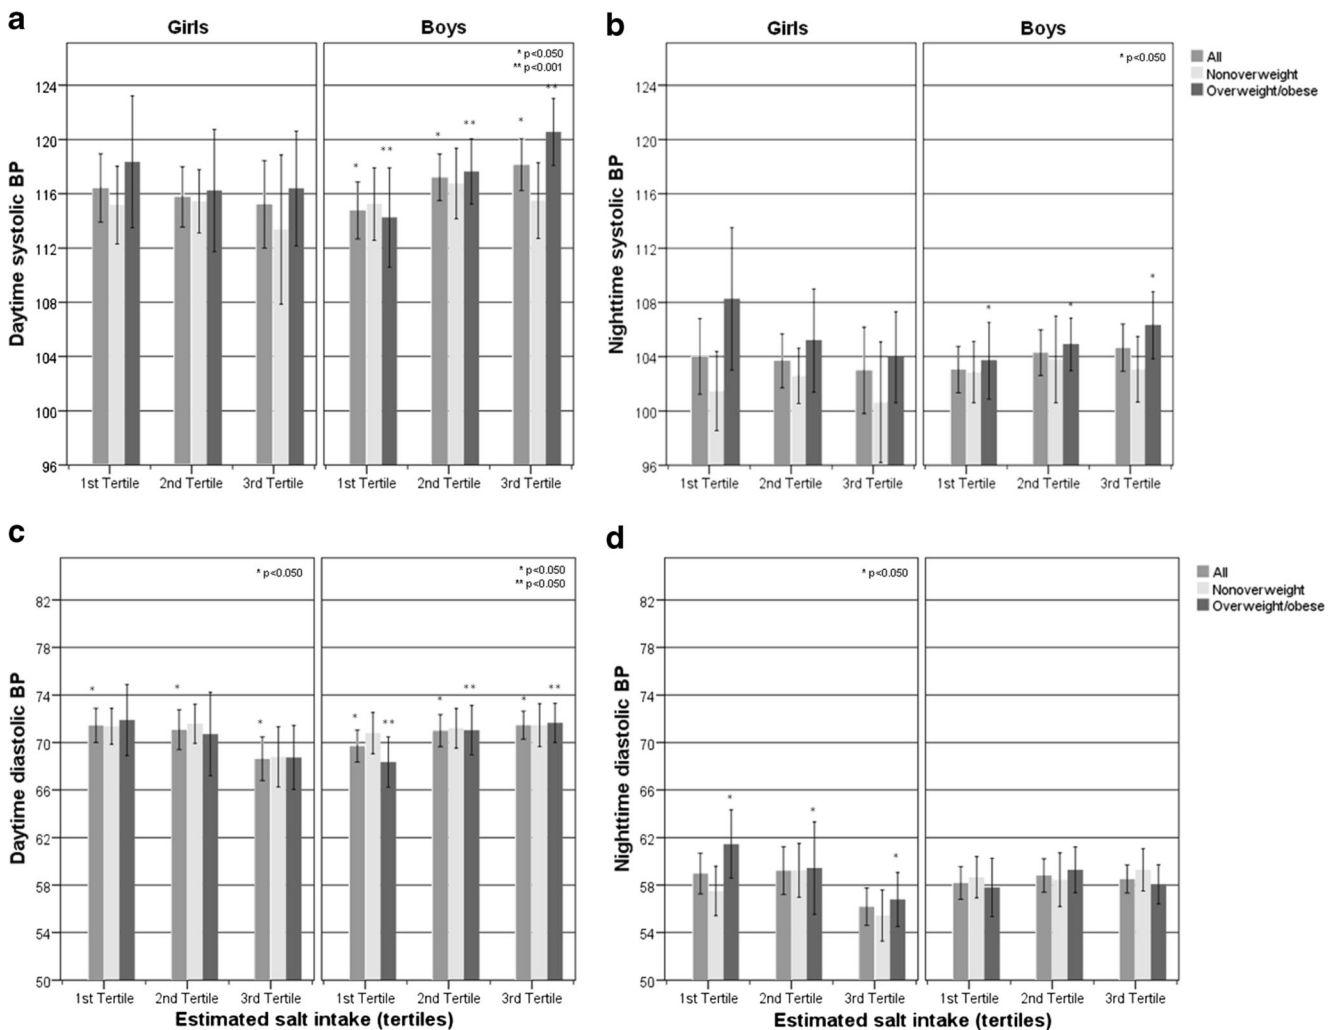 a
Girls
Boys
* p<0.050
** p<0.001
Daytime systolic BP
124
120
116
112
108
104
100
96
* ** * ** * **
1st Tertile 2nd Tertile 3rd Tertile
1st Tertile 2nd Tertile 3rd Tertile
b
Girls
Boys
* p<0.050
All
Nonoverweight
Overweight/obese
Nighttime systolic BP
124
120
116
112
108
104
100
96
* * *
1st Tertile 2nd Tertile 3rd Tertile
1st Tertile 2nd Tertile 3rd Tertile
c
* p<0.050
* p<0.050
** p<0.050
Daytime diastolic BP
82
78
74
70
66
62
58
54
50
* * *
* ** * ** * **
1st Tertile 2nd Tertile 3rd Tertile
1st Tertile 2nd Tertile 3rd Tertile
Estimated salt intake (tertiles)
d
* p<0.050
All
Nonoverweight
Overweight/obese
Nighttime diastolic BP
82
78
74
70
66
62
58
54
50
* * *
1st Tertile 2nd Tertile 3rd Tertile
1st Tertile 2nd Tertile 3rd Tertile
Estimated salt intake (tertiles)